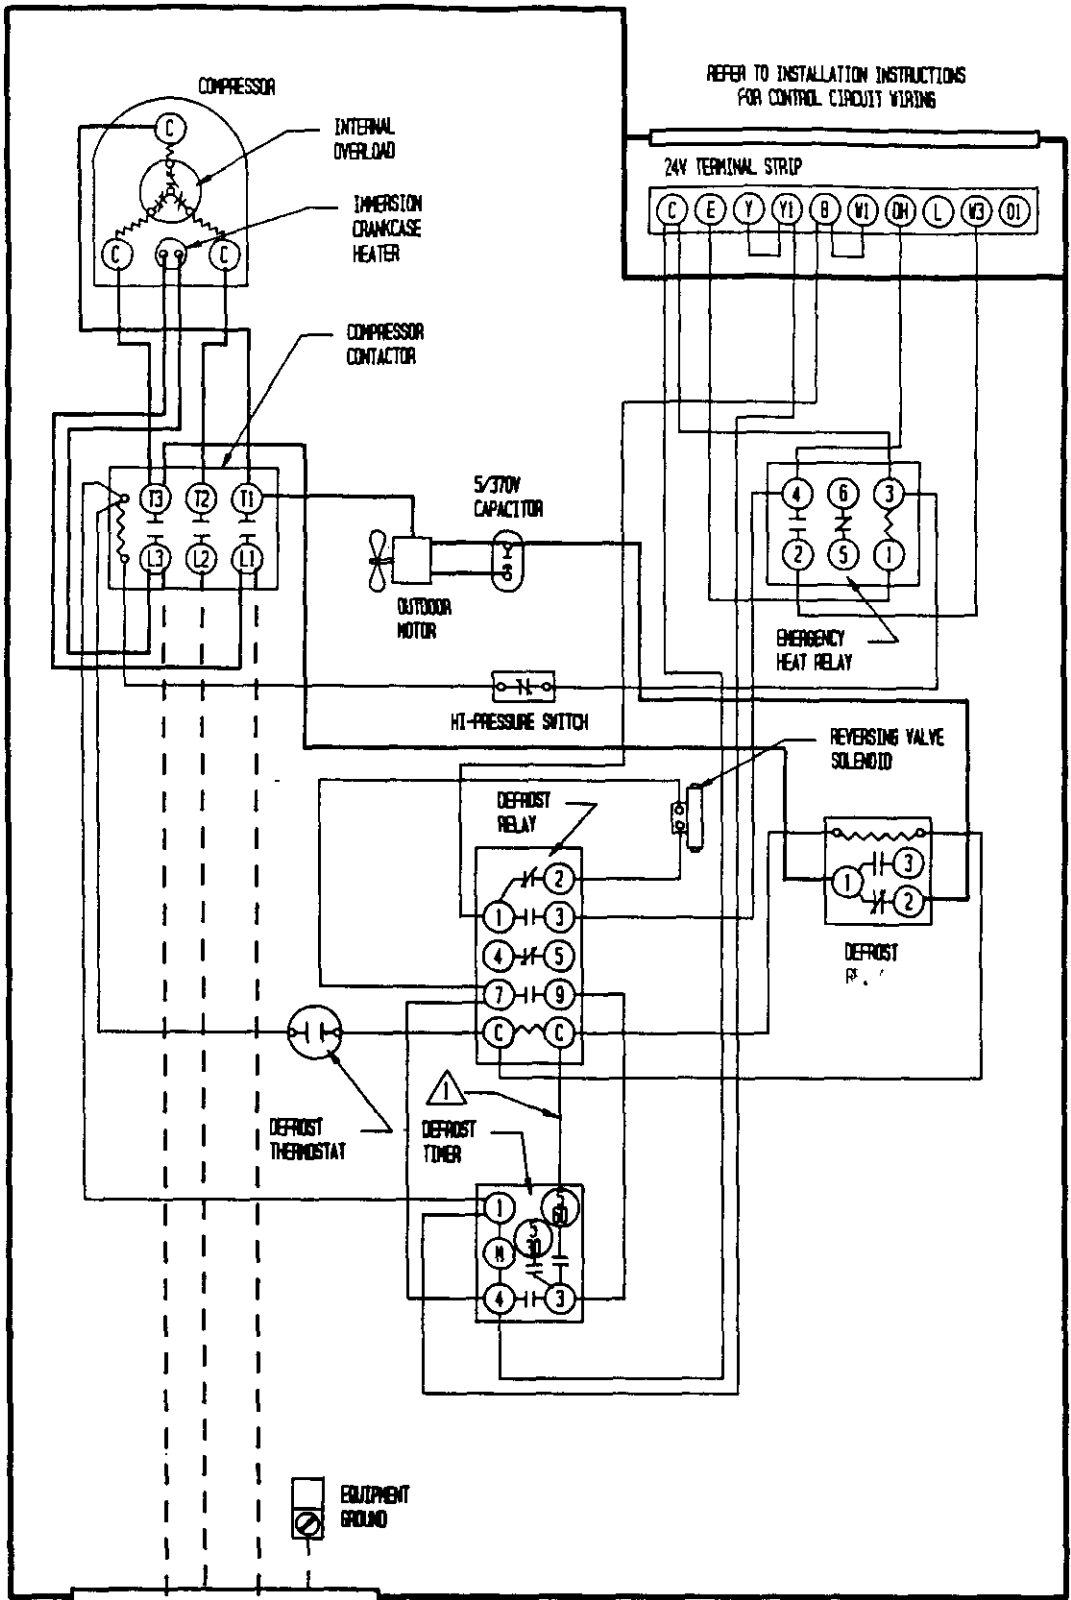 COMPRESSOR
C
INTERNAL
OVERLOAD
IMMERSION
CRANKCASE
HEATER
C
C
REFER TO INSTALLATION INSTRUCTIONS
FOR CONTROL CIRCUIT WIRING
24V TERMINAL STRIP
C E Y Y1 B W1 OH L W3 O1
COMPRESSOR
CONTACTOR
T3 T2 T1
L3 L2 L1
5/370V
CAPACITOR
OUTDOOR
MOTOR
4 6 3
2 5 1
EMERGENCY
HEAT RELAY
HI-PRESSURE SWITCH
REVERSING VALVE
SOLENOID
DEFROST
RELAY
2
1 3
4 5
7 9
C C
3
1
2
DEFROST
DEFROST
THERMOSTAT
1
DEFROST
TIMER
1
5
60
5
30
M
4 3
EQUIPMENT
GROUND